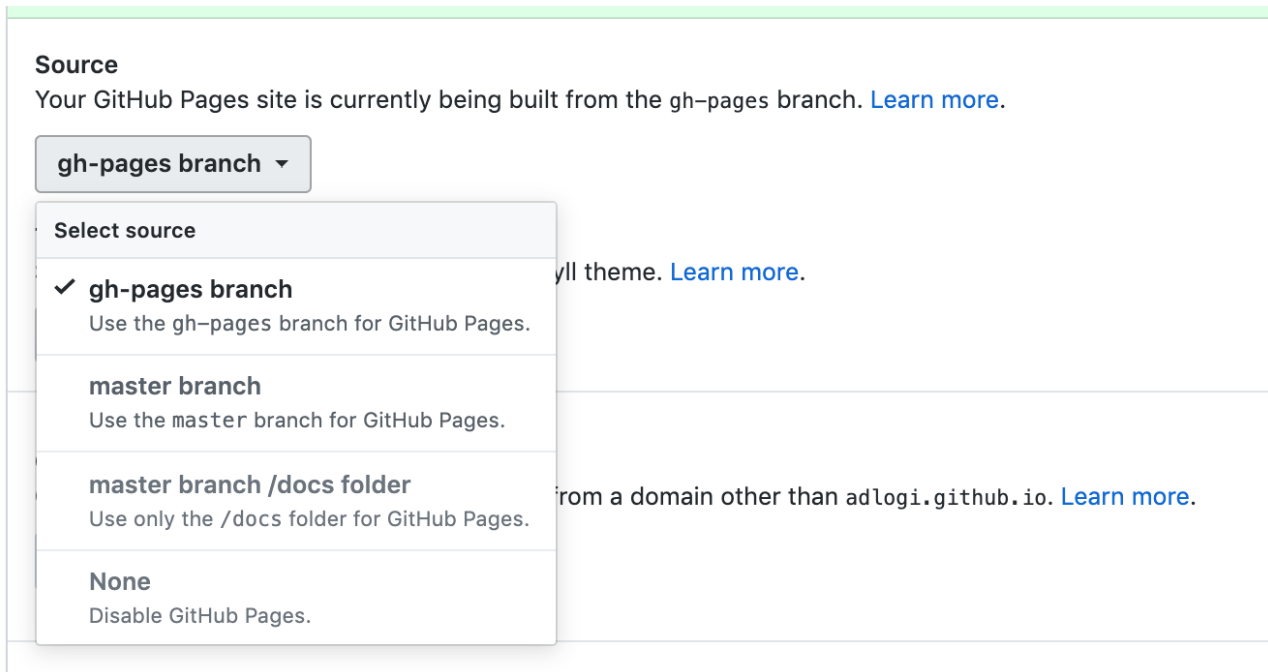 Source
Your GitHub Pages site is currently being built from the gh-pages branch. Learn more.
gh-pages branch
Select source
gh-pages branch
Use the gh-pages branch for GitHub Pages.
theme. Learn more.
master branch
Use the master branch for GitHub Pages.
master branch /docs folder
Use only the /docs folder for GitHub Pages.
from a domain other than adlogi.github.io. Learn more.
None
Disable GitHub Pages.